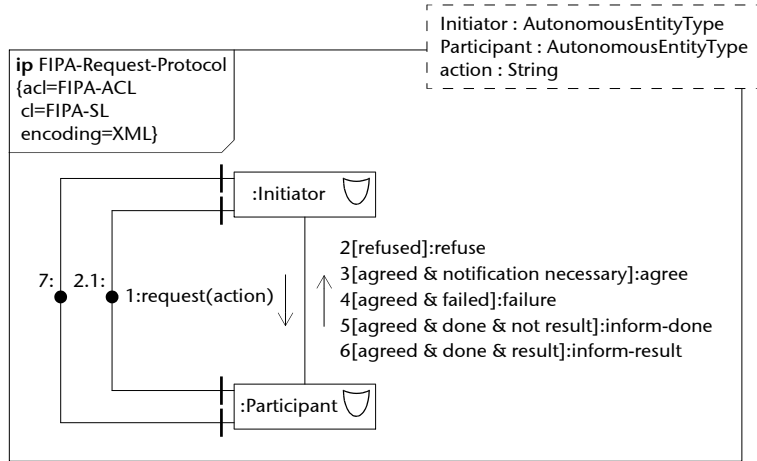 Initiator : AutonomousEntityType
Participant : AutonomousEntityType
action : String
ip FIPA-Request-Protocol
{acl=FIPA-ACL
cl=FIPA-SL
encoding=XML}
:Initiator
2[refused]:refuse
3[agreed & notification necessary]:agree
7:
2.1:
1:request(action)
4[agreed & failed]:failure
5[agreed & done & not result]:inform-done
6[agreed & done & result]:inform-result
:Participant